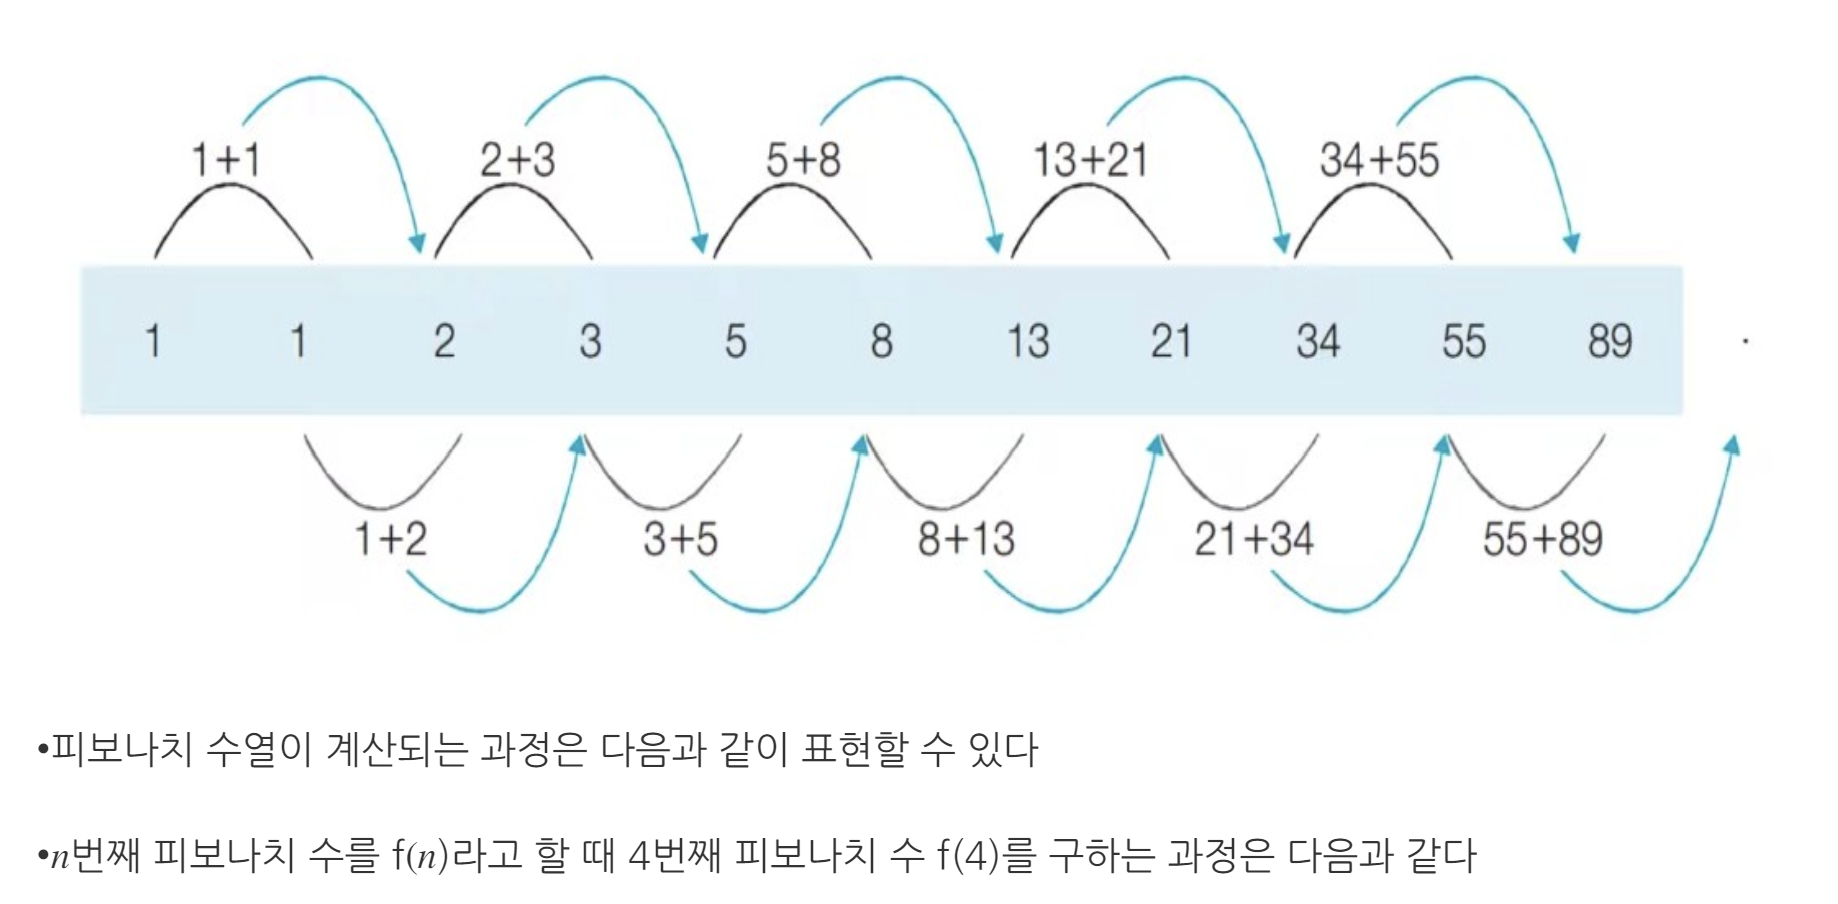 1+1 2+3 5+8 13+21 34+55
1 1 2 3 5 8 13 21 34 55 89 .
1+2 3+5 8+13 21+34 55+89
•피보나치 수열이 계산되는 과정은 다음과 같이 표현할 수 있다
•n번째 피보나치 수를 f(n)라고 할 때 4번째 피보나치 수 f(4)를 구하는 과정은 다음과 같다